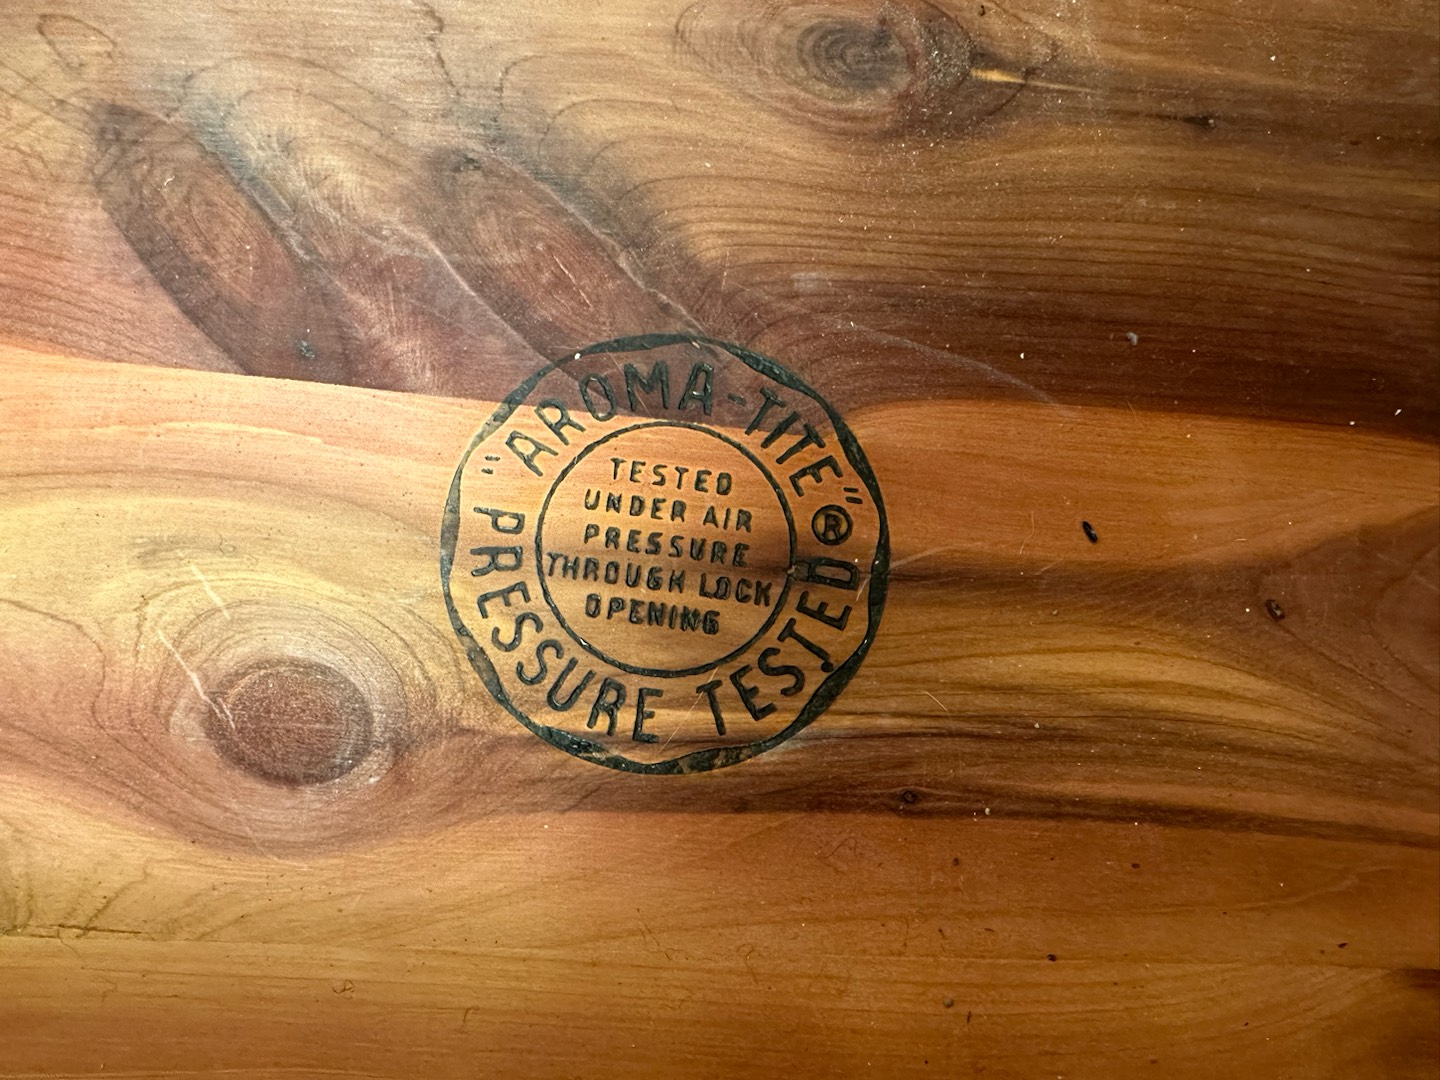 "AROMA-TITE"®
TESTED
UNDER AIR
PRESSURE
THROUGH LOCK
OPENING
PRESSURE TESTED